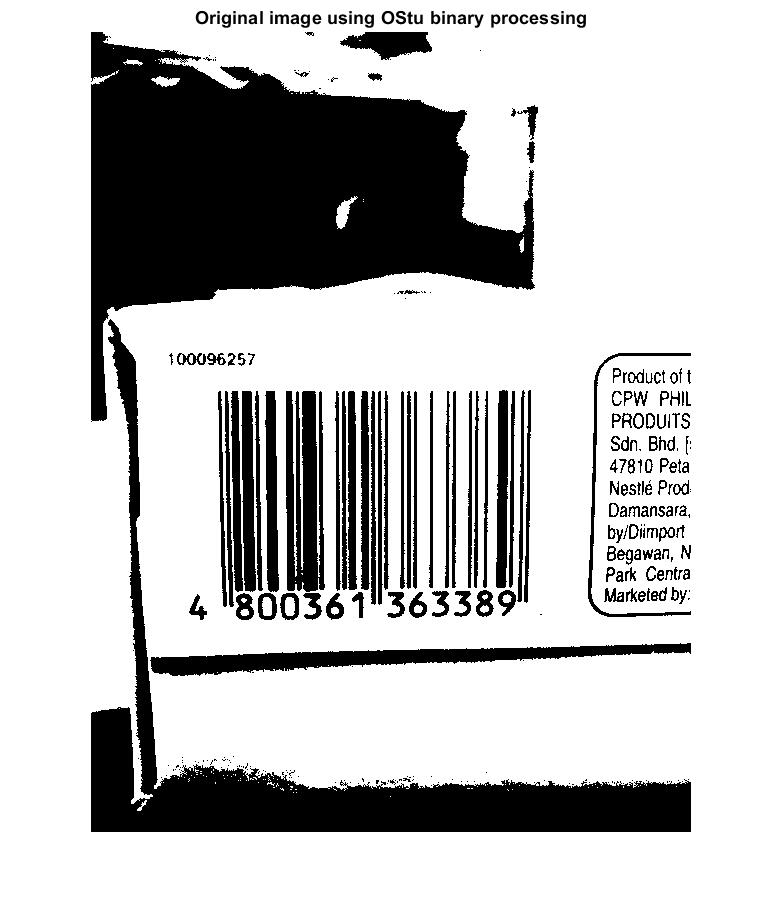 Original image using OStu binary processing
100096257
Product of t
CPW PHIL
PRODUITS
Sdn. Bhd. [
47810 Peta
Nestlé Prod
Damansara,
by/Diimport
Begawan, N
Park Centra
Marketed by:
4 800361 363389